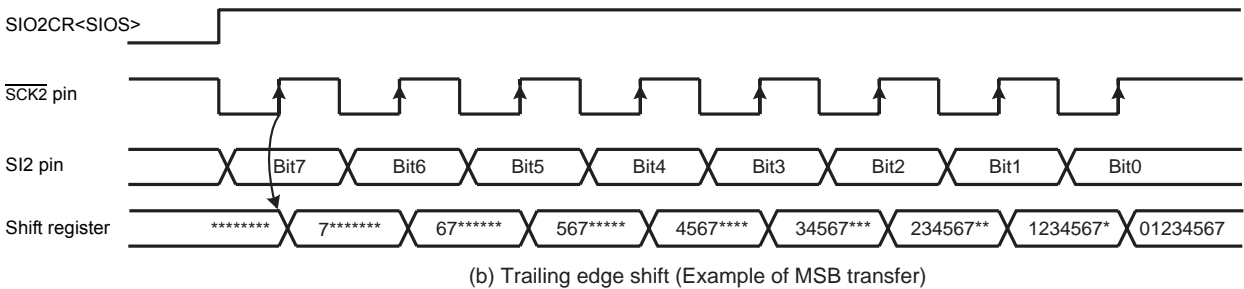 SIO2CR<SIOS>
SCK2 pin
SI2 pin Bit7 Bit6 Bit5 Bit4 Bit3 Bit2 Bit1 Bit0
Shift register ******** 7******* 67****** 567***** 4567**** 34567*** 234567** 1234567* 01234567
(b) Trailing edge shift (Example of MSB transfer)